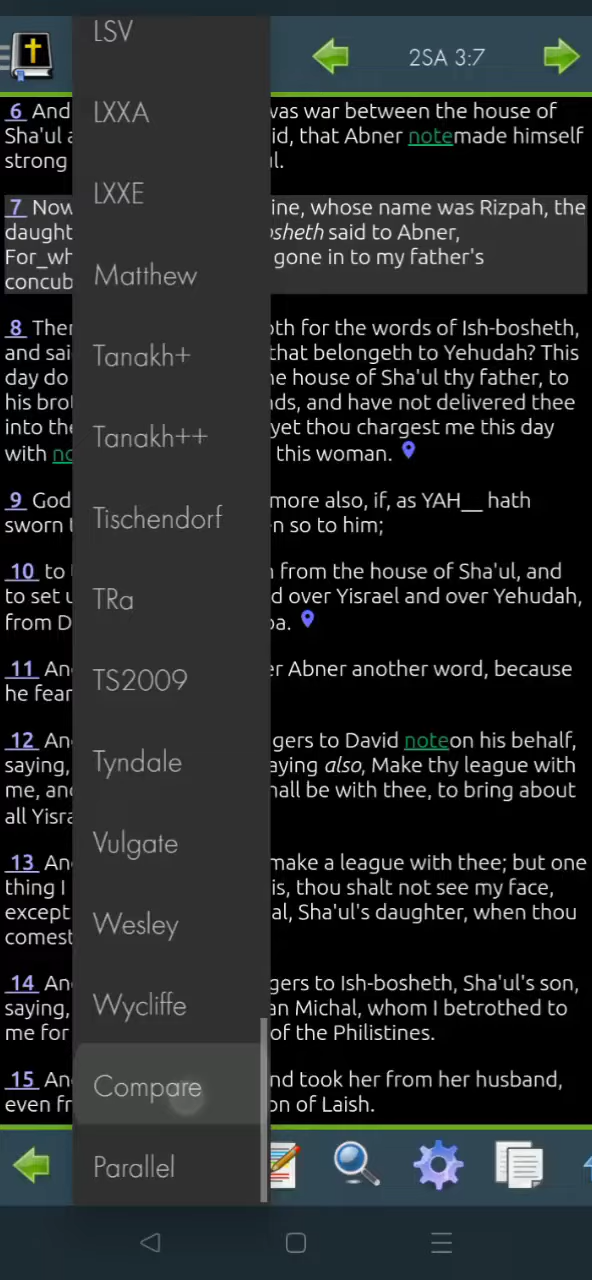 2SA 3:7
LSV
LXXA
LXXE
Matthew
Tanakh+
Tanakh++
Tischendorf
TRa
TS2009
Tyndale
Vulgate
Wesley
Wycliffe
Compare
Parallel
6 And was war between the house of
Sha'ul a id, that Abner notemade himself
strong ul.
7 Now ine, whose name was Rizpah, the
daught osheth said to Abner,
For_wh gone in to my father's
concub
8 Then oth for the words of Ish-bosheth,
and sai that belongeth to Yehudah? This
day do he house of Sha'ul thy father, to
his brot nds, and have not delivered thee
into the yet thou chargest me this day
with no this woman.
9 God more also, if, as YAH__ hath
sworn t n so to him;
10 to t n from the house of Sha'ul, and
to set u d over Yisrael and over Yehudah,
from D ba.
11 An er Abner another word, because
he fear
12 An gers to David noteon his behalf,
saying, aying also, Make thy league with
me, and hall be with thee, to bring about
all Yisra
13 An make a league with thee; but one
thing I is, thou shalt not see my face,
except al, Sha'ul's daughter, when thou
comest
14 An gers to Ish-bosheth, Sha'ul's son,
saying, an Michal, whom I betrothed to
me for of the Philistines.
15 An nd took her from her husband,
even fr on of Laish.